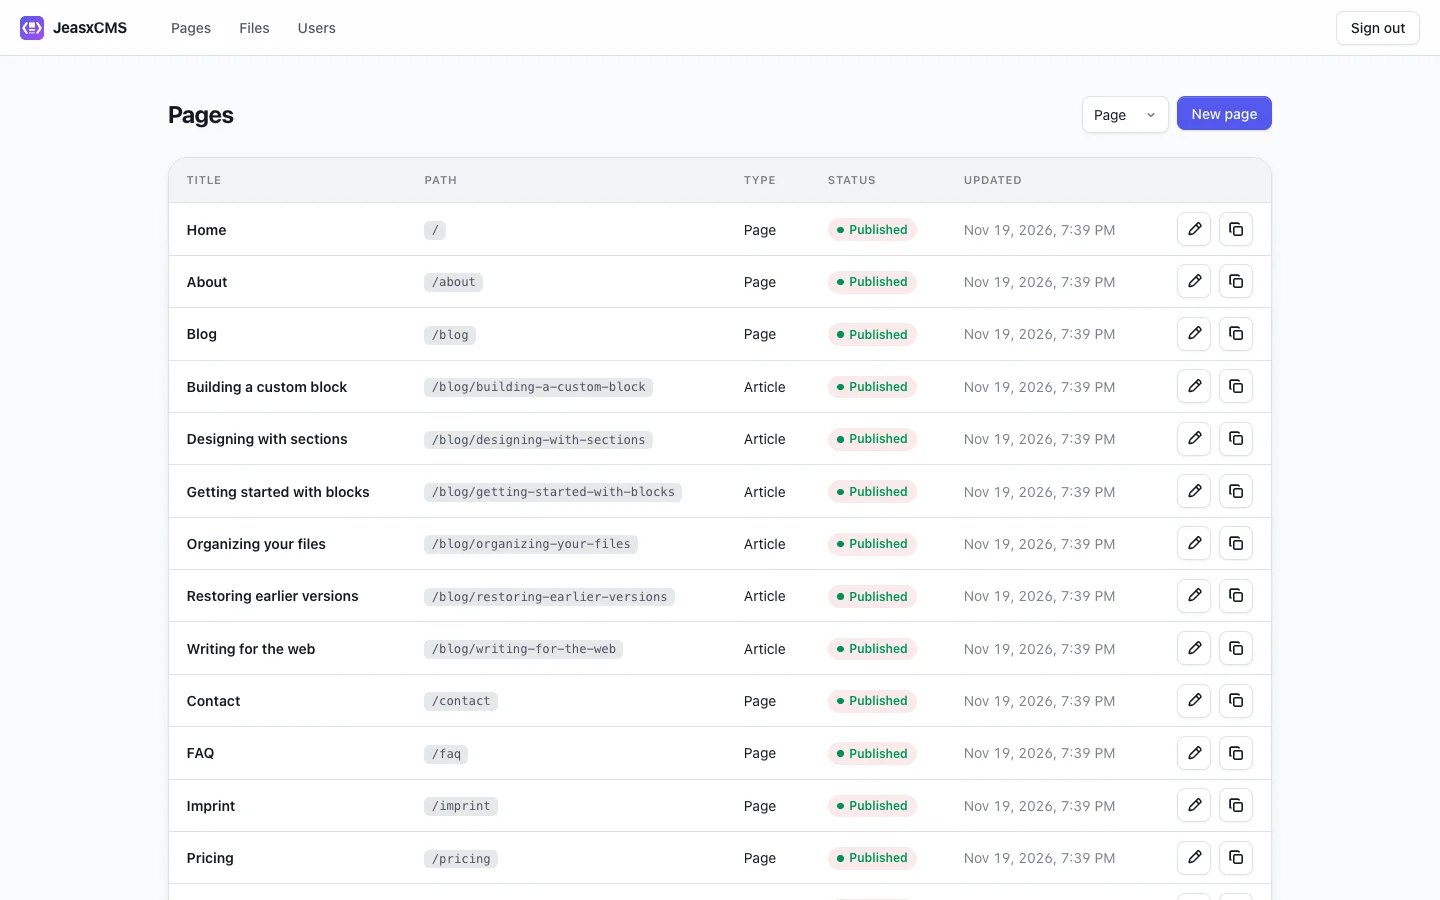 JeasxCMS Pages Files Users Sign out
Pages Page New page
TITLE PATH TYPE STATUS UPDATED
Home / Page Published Nov 19, 2026, 7:39 PM
About /about Page Published Nov 19, 2026, 7:39 PM
Blog /blog Page Published Nov 19, 2026, 7:39 PM
Building a custom block /blog/building-a-custom-block Article Published Nov 19, 2026, 7:39 PM
Designing with sections /blog/designing-with-sections Article Published Nov 19, 2026, 7:39 PM
Getting started with blocks /blog/getting-started-with-blocks Article Published Nov 19, 2026, 7:39 PM
Organizing your files /blog/organizing-your-files Article Published Nov 19, 2026, 7:39 PM
Restoring earlier versions /blog/restoring-earlier-versions Article Published Nov 19, 2026, 7:39 PM
Writing for the web /blog/writing-for-the-web Article Published Nov 19, 2026, 7:39 PM
Contact /contact Page Published Nov 19, 2026, 7:39 PM
FAQ /faq Page Published Nov 19, 2026, 7:39 PM
Imprint /imprint Page Published Nov 19, 2026, 7:39 PM
Pricing /pricing Page Published Nov 19, 2026, 7:39 PM